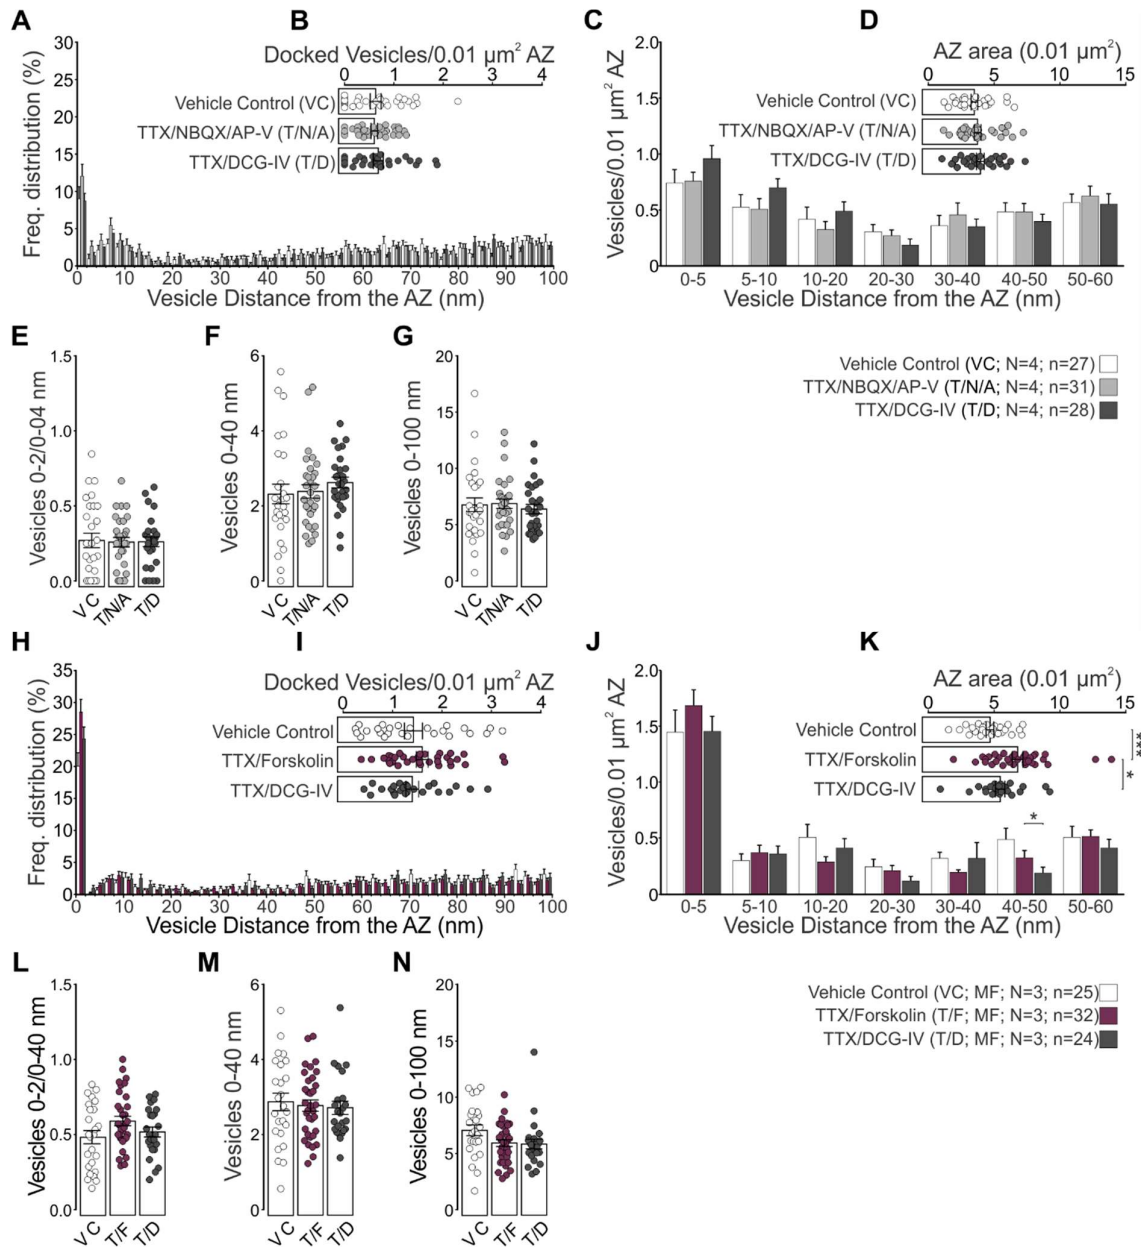 A
B
C
D
Freq. distribution (%)
30
25
20
15
10
5
0
0 10 20 30 40 50 60 70 80 90 100
Vesicle Distance from the AZ (nm)
Docked Vesicles/0.01 µm² AZ
0 1 2 3 4
Vehicle Control (VC)
TTX/NBQX/AP-V (T/N/A)
TTX/DCG-IV (T/D)
Vesicles/0.01 µm² AZ
2.0
1.5
1.0
0.5
0
0-5 5-10 10-20 20-30 30-40 40-50 50-60
Vesicle Distance from the AZ (nm)
AZ area (0.01 µm²)
0 5 10 15
Vehicle Control (VC)
TTX/NBQX/AP-V (T/N/A)
TTX/DCG-IV (T/D)
E
F
G
Vesicles 0-2/0-04 nm
1.5
1.0
0.5
0.0
V C T/N/A T/D
Vesicles 0-40 nm
6
4
2
0
V C T/N/A T/D
Vesicles 0-100 nm
20
15
10
5
0
V C T/N/A T/D
Vehicle Control (VC; N=4; n=27)
TTX/NBQX/AP-V (T/N/A; N=4; n=31)
TTX/DCG-IV (T/D; N=4; n=28)
H
I
J
K
Freq. distribution (%)
35
30
25
20
15
10
5
0
0 10 20 30 40 50 60 70 80 90 100
Vesicle Distance from the AZ (nm)
Docked Vesicles/0.01 µm² AZ
0 1 2 3 4
Vehicle Control
TTX/Forskolin
TTX/DCG-IV
Vesicles/0.01 µm² AZ
2.0
1.5
1.0
0.5
0
0-5 5-10 10-20 20-30 30-40 40-50 50-60
Vesicle Distance from the AZ (nm)
*
AZ area (0.01 µm²)
0 5 10 15
Vehicle Control
TTX/Forskolin
TTX/DCG-IV
***
*
L
M
N
Vesicles 0-2/0-40 nm
1.5
1.0
0.5
0.0
V C T/F T/D
Vesicles 0-40 nm
6
4
2
0
V C T/F T/D
Vesicles 0-100 nm
20
15
10
5
0
V C T/F T/D
Vehicle Control (VC; MF; N=3; n=25)
TTX/Forskolin (T/F; MF; N=3; n=32)
TTX/DCG-IV (T/D; MF; N=3; n=24)